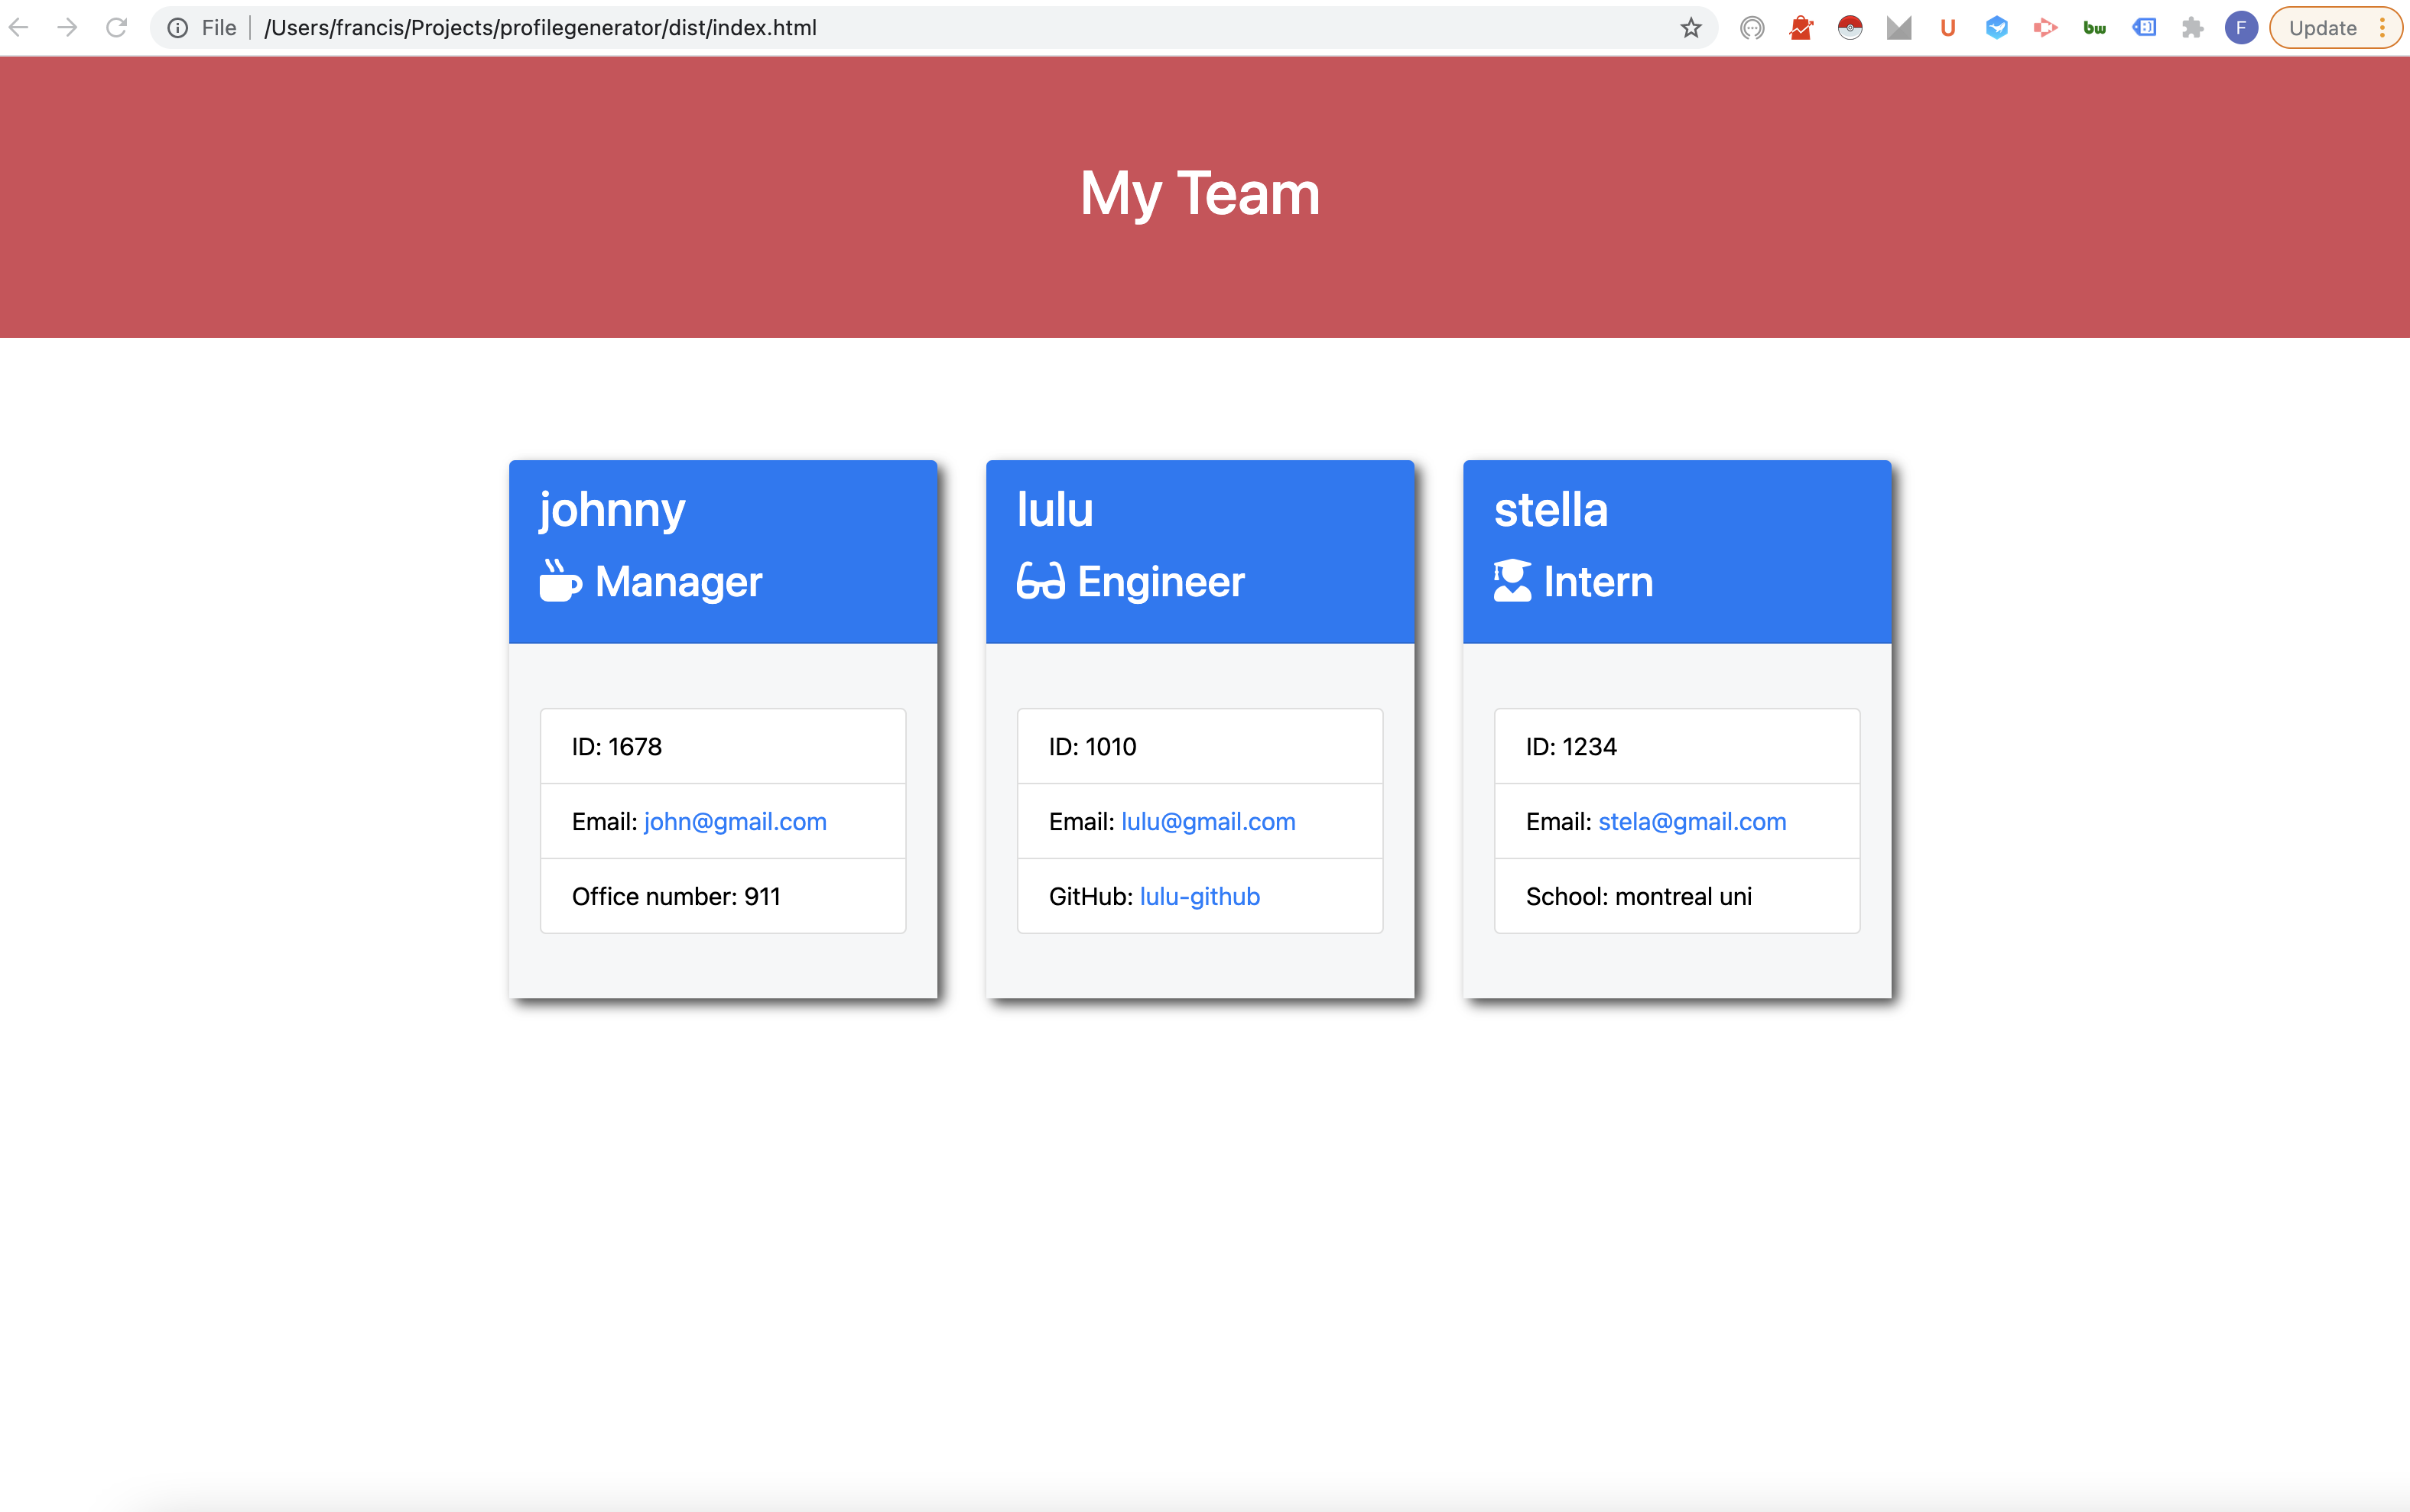 File /Users/francis/Projects/profilegenerator/dist/index.html U bw F Update
My Team
johnny
Manager
ID: 1678
Email: john@gmail.com
Office number: 911
lulu
Engineer
ID: 1010
Email: lulu@gmail.com
GitHub: lulu-github
stella
Intern
ID: 1234
Email: stela@gmail.com
School: montreal uni